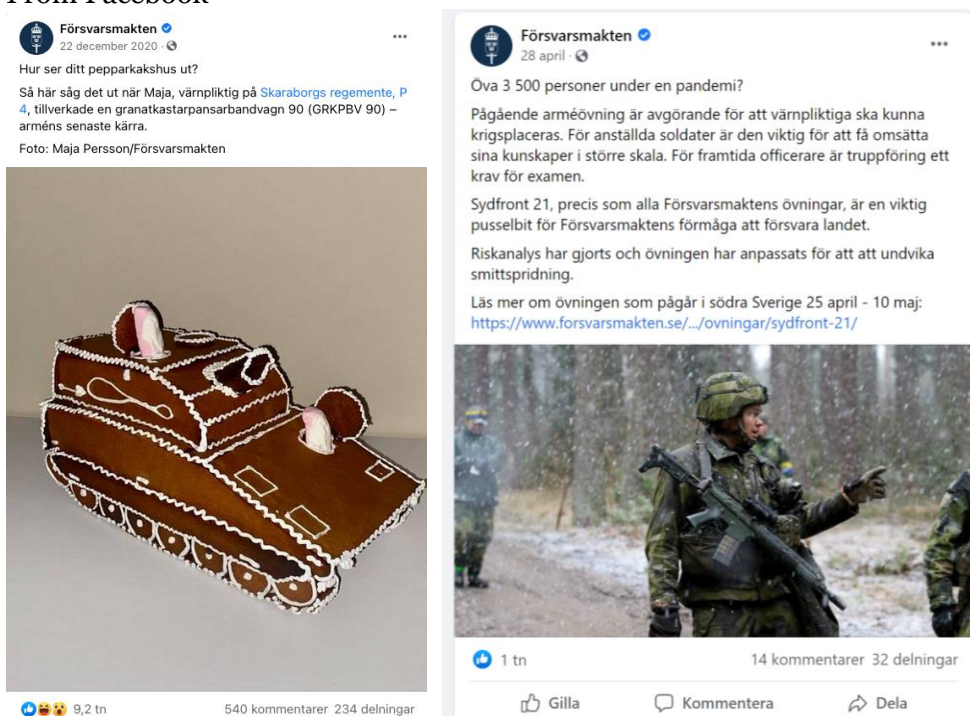 From Facebook
Försvarsmakten
22 december 2020 ·
Hur ser ditt pepparkakshus ut?
Så här såg det ut när Maja, värnpliktig på Skaraborgs regemente, P
4, tillverkade en granatkastarpansarbandvagn 90 (GRKPBV 90) –
arméns senaste kärra.
Foto: Maja Persson/Försvarsmakten
9,2 tn
540 kommentarer 234 delningar
Försvarsmakten
28 april ·
Öva 3 500 personer under en pandemi?
Pågående arméövning är avgörande för att värnpliktiga ska kunna
krigsplaceras. För anställda soldater är den viktig för att få omsätta
sina kunskaper i större skala. För framtida officerare är truppföring ett
krav för examen.
Sydfront 21, precis som alla Försvarsmaktens övningar, är en viktig
pusselbit för Försvarsmaktens förmåga att försvara landet.
Riskanalys har gjorts och övningen har anpassats för att att undvika
smittspridning.
Läs mer om övningen som pågår i södra Sverige 25 april - 10 maj:
https://www.forsvarsmakten.se/.../ovningar/sydfront-21/
1 tn
14 kommentarer 32 delningar
Gilla
Kommentera
Dela